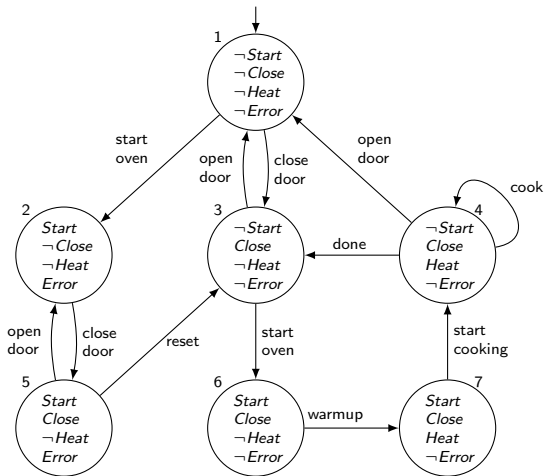 1
¬Start
¬Close
¬Heat
¬Error
start
oven
open
door
close
door
open
door
cook
2
Start
¬Close
¬Heat
Error
3
¬Start
Close
¬Heat
¬Error
done
4
¬Start
Close
Heat
¬Error
open
door
close
door
reset
start
oven
start
cooking
5
Start
Close
¬Heat
Error
6
Start
Close
¬Heat
¬Error
warmup
7
Start
Close
Heat
¬Error